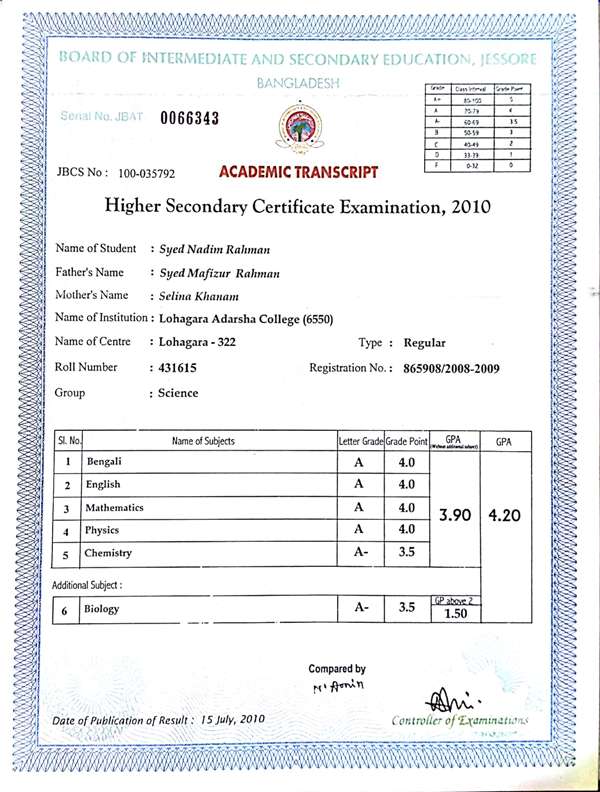 BOARD OF INTERMEDIATE AND SECONDARY EDUCATION, JESSORE
BANGLADESH
Serial No. JBAT 0066343
Grade Class Interval Grade Point
A+ 80-100 5
A 70-79 4
A- 60-69 3.5
B 50-59 3
C 40-49 2
D 33-39 1
F 0-32 0
JBCS No : 100-035792
ACADEMIC TRANSCRIPT
Higher Secondary Certificate Examination, 2010
Name of Student : Syed Nadim Rahman
Father's Name : Syed Mafizur Rahman
Mother's Name : Selina Khanam
Name of Institution : Lohagara Adarsha College (6550)
Name of Centre : Lohagara - 322 Type : Regular
Roll Number : 431615 Registration No. : 865908/2008-2009
Group : Science
Sl. No. Name of Subjects Letter Grade Grade Point GPA (Without additional subject) GPA
1 Bengali A 4.0
2 English A 4.0
3 Mathematics A 4.0 3.90 4.20
4 Physics A 4.0
5 Chemistry A- 3.5
Additional Subject :
6 Biology A- 3.5 GP above 2 1.50
Compared by
Date of Publication of Result : 15 July, 2010
Controller of Examinations